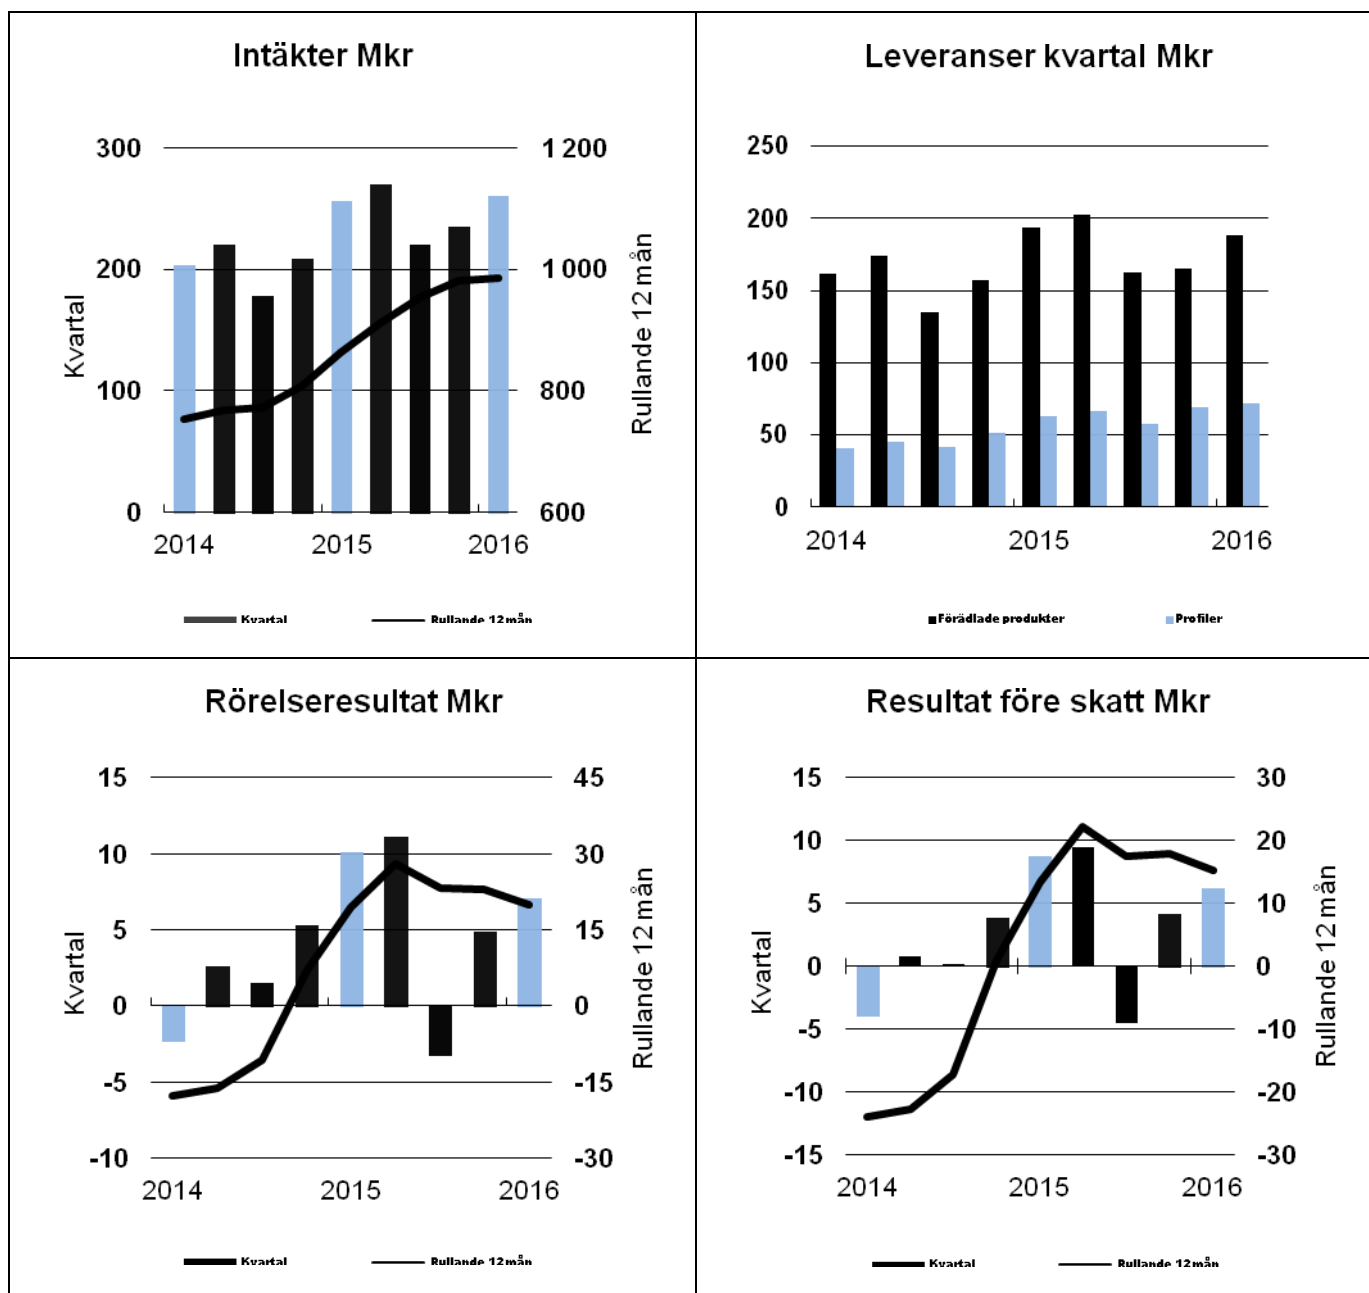 Intäkter Mkr
300
200
100
0
Kvartal
1 200
1 000
800
600
Rullande 12 mån
2014
2015
2016
Kvartal
Rullande 12 mån
Leveranser kvartal Mkr
250
200
150
100
50
0
2014
2015
2016
Förädlade produkter
Profiler
Rörelseresultat Mkr
15
10
5
0
-5
-10
Kvartal
45
30
15
0
-15
-30
Rullande 12 mån
2014
2015
2016
Kvartal
Rullande 12 mån
Resultat före skatt Mkr
15
10
5
0
-5
-10
-15
Kvartal
30
20
10
0
-10
-20
-30
Rullande 12 mån
2014
2015
2016
Kvartal
Rullande 12 mån